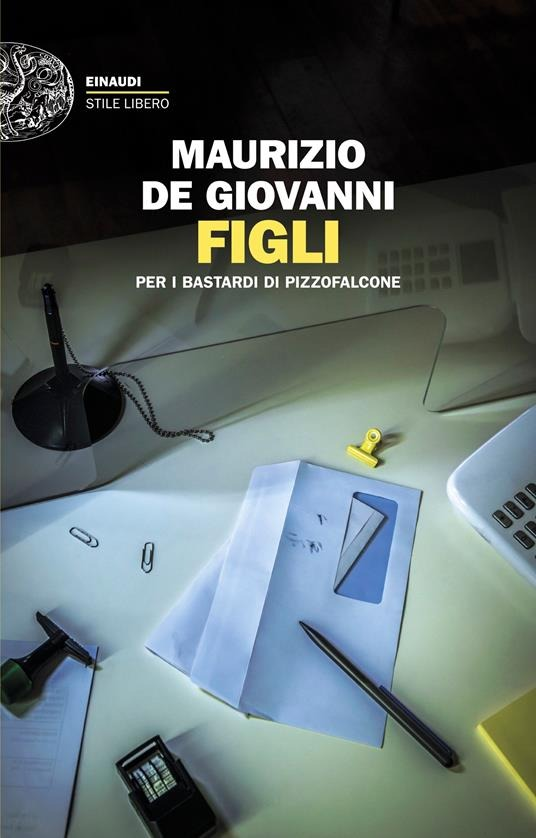 EINAUDI
STILE LIBERO
MAURIZIO
DE GIOVANNI
FIGLI
PER I BASTARDI DI PIZZOFALCONE